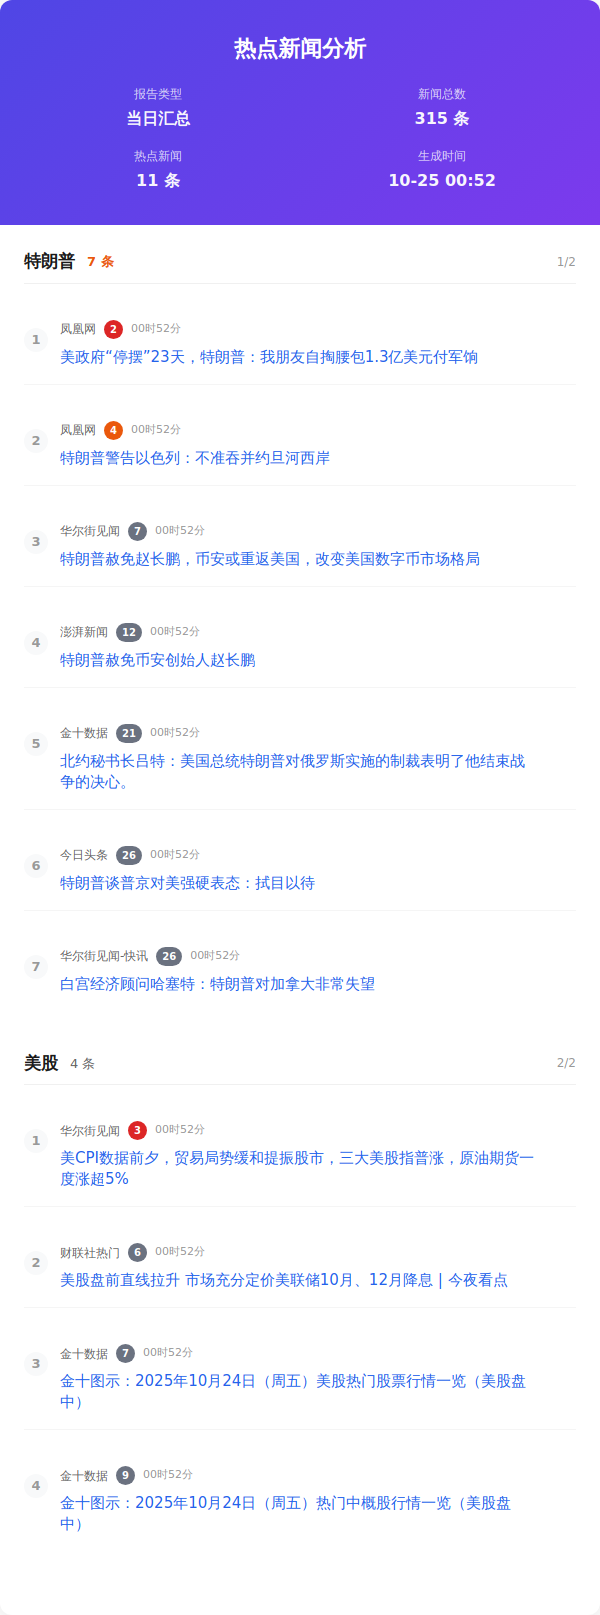 热点新闻分析
报告类型
新闻总数
当日汇总
315 条
热点新闻
生成时间
11 条
10-25 00:52
特朗普 7 条 1/2
1 凤凰网 2 00时52分
美政府“停摆”23天，特朗普：我朋友自掏腰包1.3亿美元付军饷
2 凤凰网 4 00时52分
特朗普警告以色列：不准吞并约旦河西岸
3 华尔街见闻 7 00时52分
特朗普赦免赵长鹏，币安或重返美国，改变美国数字币市场格局
4 澎湃新闻 12 00时52分
特朗普赦免币安创始人赵长鹏
5 金十数据 21 00时52分
北约秘书长吕特：美国总统特朗普对俄罗斯实施的制裁表明了他结束战
争的决心。
6 今日头条 26 00时52分
特朗普谈普京对美强硬表态：拭目以待
7 华尔街见闻-快讯 26 00时52分
白宫经济顾问哈塞特：特朗普对加拿大非常失望
美股 4 条 2/2
1 华尔街见闻 3 00时52分
美CPI数据前夕，贸易局势缓和提振股市，三大美股指普涨，原油期货一
度涨超5%
2 财联社热门 6 00时52分
美股盘前直线拉升 市场充分定价美联储10月、12月降息 | 今夜看点
3 金十数据 7 00时52分
金十图示：2025年10月24日（周五）美股热门股票行情一览（美股盘
中）
4 金十数据 9 00时52分
金十图示：2025年10月24日（周五）热门中概股行情一览（美股盘
中）